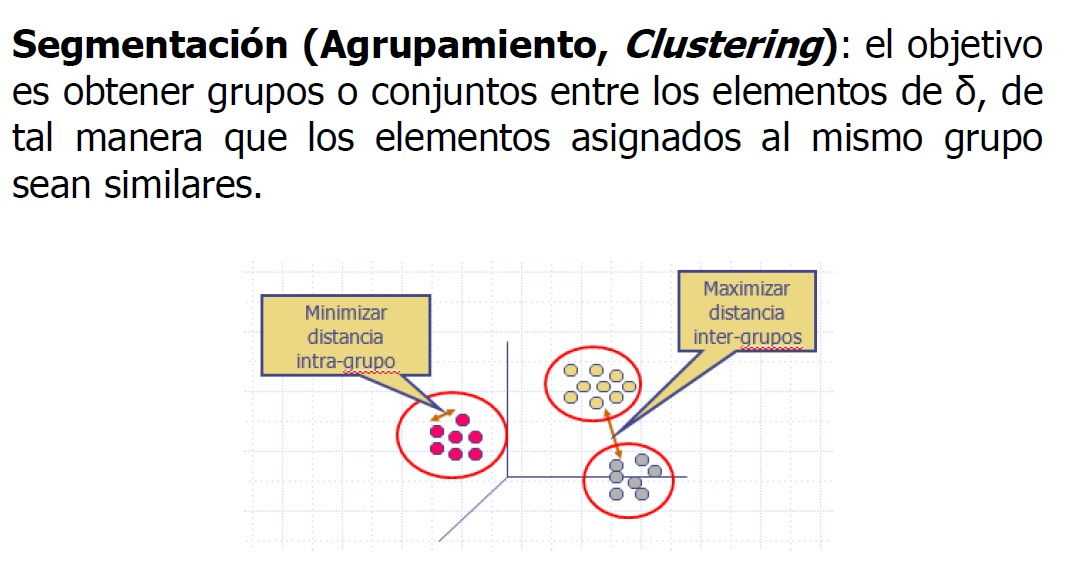 Segmentación (Agrupamiento, Clustering): el objetivo
es obtener grupos o conjuntos entre los elementos de δ, de
tal manera que los elementos asignados al mismo grupo
sean similares.
Minimizar
distancia
intra-grupo
Maximizar
distancia
inter-grupos